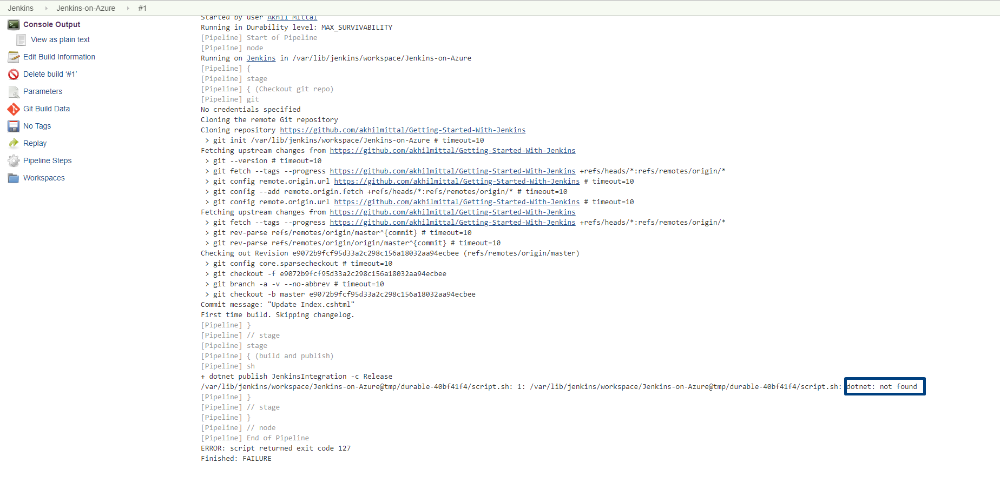 Jenkins Jenkins-on-Azure #1
Console Output
View as plain text
Edit Build Information
Delete build ‘#1’
Parameters
Git Build Data
No Tags
Replay
Pipeline Steps
Workspaces
Started by user Akhil Mittal
Running in Durability level: MAX_SURVIVABILITY
[Pipeline] Start of Pipeline
[Pipeline] node
Running on Jenkins in /var/lib/jenkins/workspace/Jenkins-on-Azure
[Pipeline] {
[Pipeline] stage
[Pipeline] { (Checkout git repo)
[Pipeline] git
No credentials specified
Cloning the remote Git repository
Cloning repository https://github.com/akhilmittal/Getting-Started-With-Jenkins
> git init /var/lib/jenkins/workspace/Jenkins-on-Azure # timeout=10
Fetching upstream changes from https://github.com/akhilmittal/Getting-Started-With-Jenkins
> git --version # timeout=10
> git fetch --tags --progress https://github.com/akhilmittal/Getting-Started-With-Jenkins +refs/heads/*:refs/remotes/origin/*
> git config remote.origin.url https://github.com/akhilmittal/Getting-Started-With-Jenkins # timeout=10
> git config --add remote.origin.fetch +refs/heads/*:refs/remotes/origin/* # timeout=10
> git config remote.origin.url https://github.com/akhilmittal/Getting-Started-With-Jenkins # timeout=10
Fetching upstream changes from https://github.com/akhilmittal/Getting-Started-With-Jenkins
> git fetch --tags --progress https://github.com/akhilmittal/Getting-Started-With-Jenkins +refs/heads/*:refs/remotes/origin/*
> git rev-parse refs/remotes/origin/master^{commit} # timeout=10
> git rev-parse refs/remotes/origin/origin/master^{commit} # timeout=10
Checking out Revision e9072b9fcf95d33a2c298c156a18032aa94ecbee (refs/remotes/origin/master)
> git config core.sparsecheckout # timeout=10
> git checkout -f e9072b9fcf95d33a2c298c156a18032aa94ecbee
> git branch -a -v --no-abbrev # timeout=10
> git checkout -b master e9072b9fcf95d33a2c298c156a18032aa94ecbee
Commit message: "Update Index.cshtml"
First time build. Skipping changelog.
[Pipeline] }
[Pipeline] // stage
[Pipeline] stage
[Pipeline] { (build and publish)
[Pipeline] sh
+ dotnet publish JenkinsIntegration -c Release
/var/lib/jenkins/workspace/Jenkins-on-Azure@tmp/durable-40bf41f4/script.sh: 1: /var/lib/jenkins/workspace/Jenkins-on-Azure@tmp/durable-40bf41f4/script.sh: dotnet: not found
[Pipeline] }
[Pipeline] // stage
[Pipeline] }
[Pipeline] // node
[Pipeline] End of Pipeline
ERROR: script returned exit code 127
Finished: FAILURE